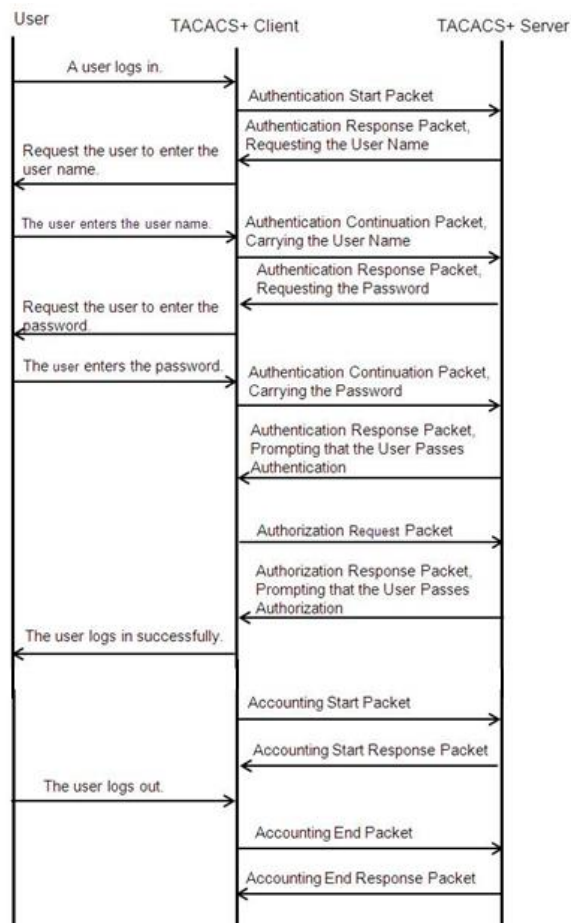 User
TACACS+ Client
TACACS+ Server
A user logs in.
Authentication Start Packet
Authentication Response Packet,
Requesting the User Name
Request the user to enter the
user name.
The user enters the user name.
Authentication Continuation Packet,
Carrying the User Name
Authentication Response Packet,
Requesting the Password
Request the user to enter the
password.
The user enters the password.
Authentication Continuation Packet,
Carrying the Password
Authentication Response Packet,
Prompting that the User Passes
Authentication
Authorization Request Packet
Authorization Response Packet,
Prompting that the User Passes
Authorization
The user logs in successfully.
Accounting Start Packet
Accounting Start Response Packet
The user logs out.
Accounting End Packet
Accounting End Response Packet